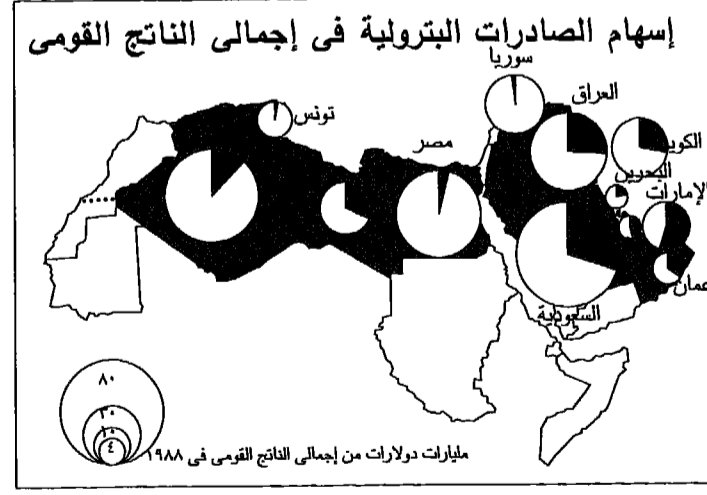 إسهام الصادرات البترولية فى إجمالى الناتج القومى
سوريا
العراق
تونس
مصر
الكويت
البحرين
الإمارات
عمان
السعودية
٨٠
٣٠
١٠
٤
مليارات دولارات من إجمالى الناتج القومى فى ١٩٨٨